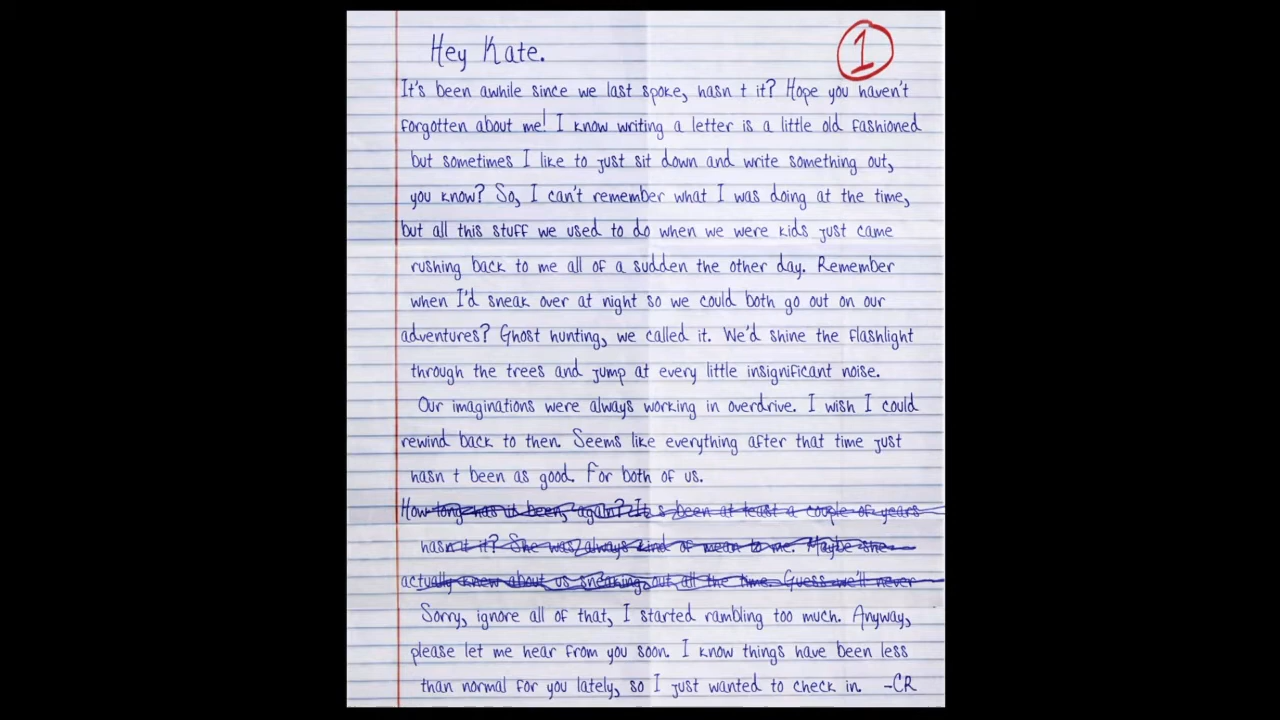 Hey Kate.
1
It's been awhile since we last spoke, hasn t it? Hope you haven't
forgotten about me! I know writing a letter is a little old fashioned
but sometimes I like to just sit down and write something out,
you know? So, I can't remember what I was doing at the time,
but all this stuff we used to do when we were kids just came
rushing back to me all of a sudden the other day. Remember
when I'd sneak over at night so we could both go out on our
adventures? Ghost hunting, we called it. We'd shine the flashlight
through the trees and jump at every little insignificant noise.
Our imaginations were always working in overdrive. I wish I could
rewind back to then. Seems like everything after that time just
hasn t been as good. For both of us.
How long has it been, again? It s been at least a couple of years
hasn t it? She was always kind of mean to me. Maybe she
actually knew about us sneaking out all the time. Guess we'll never
Sorry, ignore all of that, I started rambling too much. Anyway,
please let me hear from you soon. I know things have been less
than normal for you lately, so I just wanted to check in. -CR